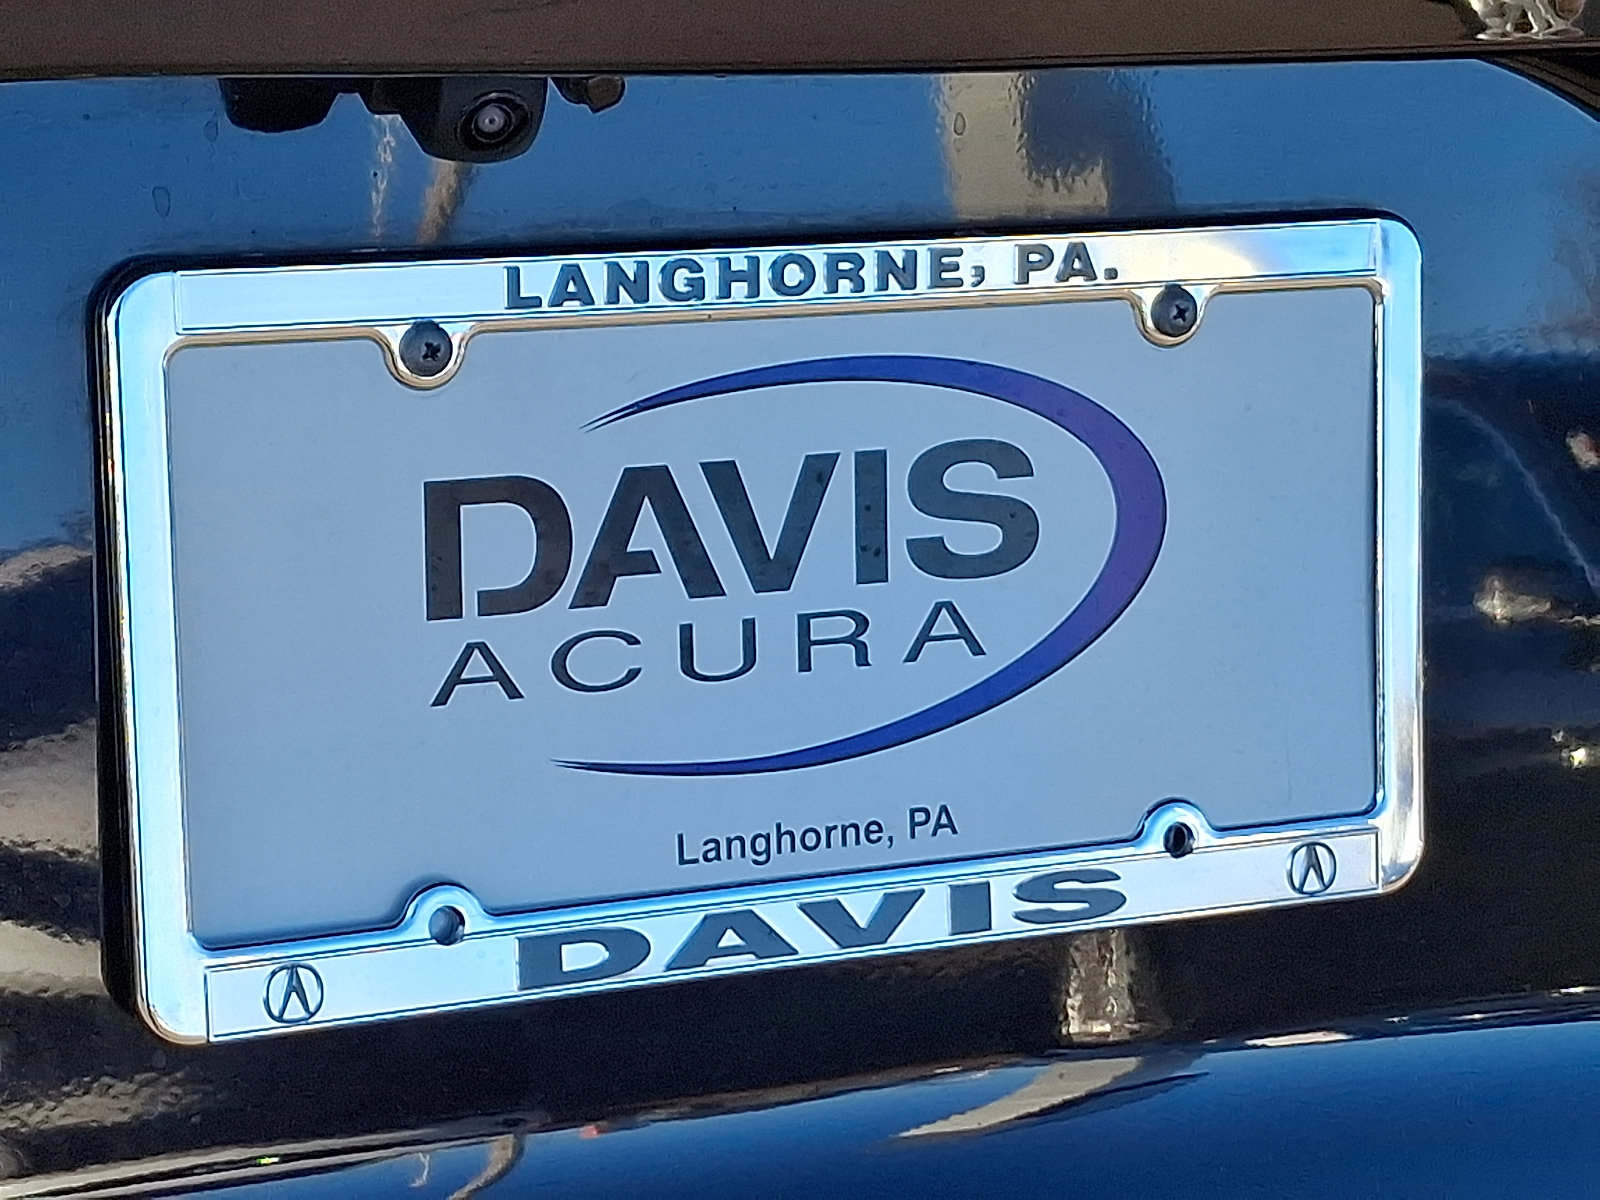 LANGHORNE, PA.
DAVIS
ACURA
Langhorne, PA
DAVIS